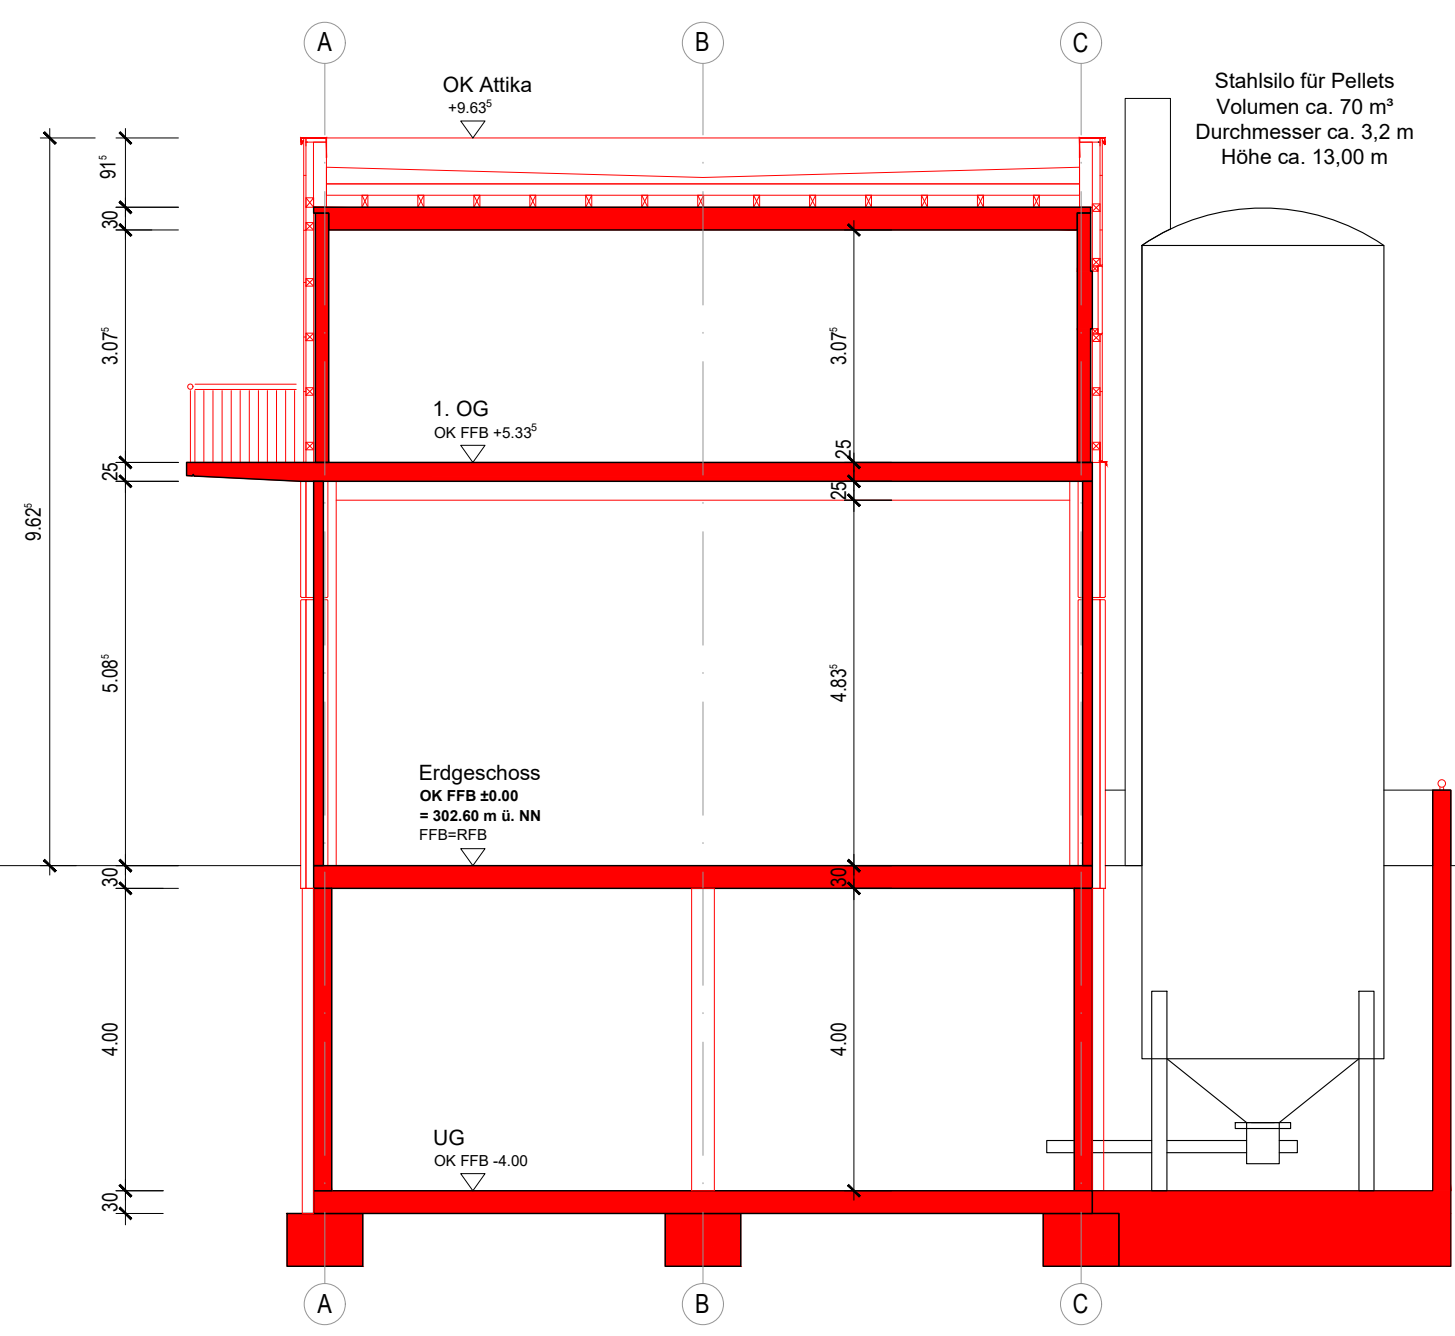 A
B
C
OK Attika
+9.63⁵
Stahlsilo für Pellets
Volumen ca. 70 m³
Durchmesser ca. 3,2 m
Höhe ca. 13,00 m
91⁵
30
3.07⁵
3.07⁵
1. OG
OK FFB +5.33⁵
25
25
25
9.62⁵
5.08⁵
4.83⁵
Erdgeschoss
OK FFB ±0.00
= 302.60 m ü. NN
FFB=RFB
30
30
4.00
4.00
UG
OK FFB -4.00
30
A
B
C